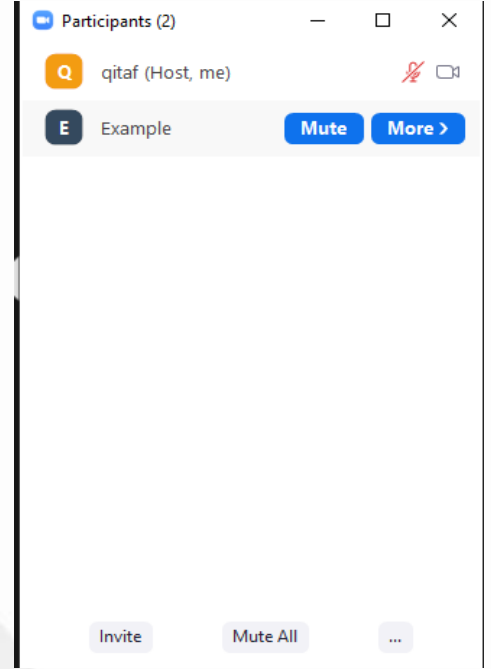 Participants (2)
Q qitaf (Host, me)
E Example Mute More >
Invite Mute All ...